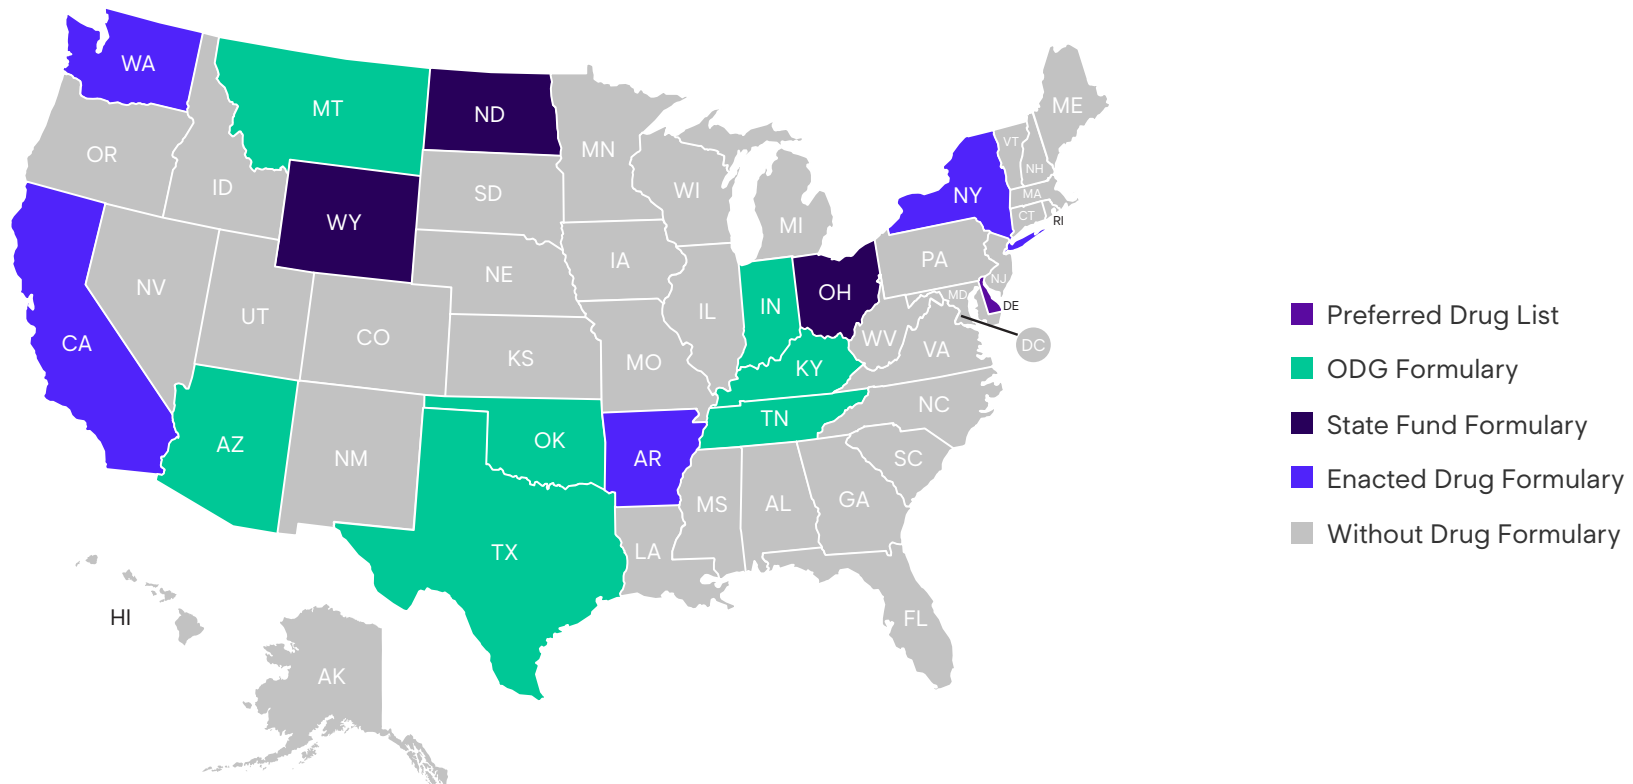 WA
MT
ND
MN
ME
OR
ID
SD
WI
VT
NH
NY
MA
WY
MI
CT
RI
NE
IA
PA
NV
UT
CO
IL
IN
OH
NJ
MD
DE
DC
CA
KS
MO
KY
WV
VA
AZ
NM
OK
AR
TN
NC
SC
MS
AL
GA
TX
LA
FL
HI
AK
Preferred Drug List
ODG Formulary
State Fund Formulary
Enacted Drug Formulary
Without Drug Formulary